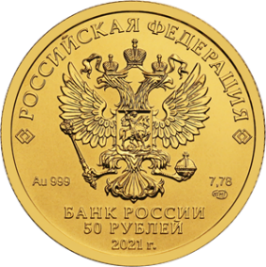 РОССИЙСКАЯ ФЕДЕРАЦИЯ
Au 999
7,78
БАНК РОССИИ
50 РУБЛЕЙ
2021 г.